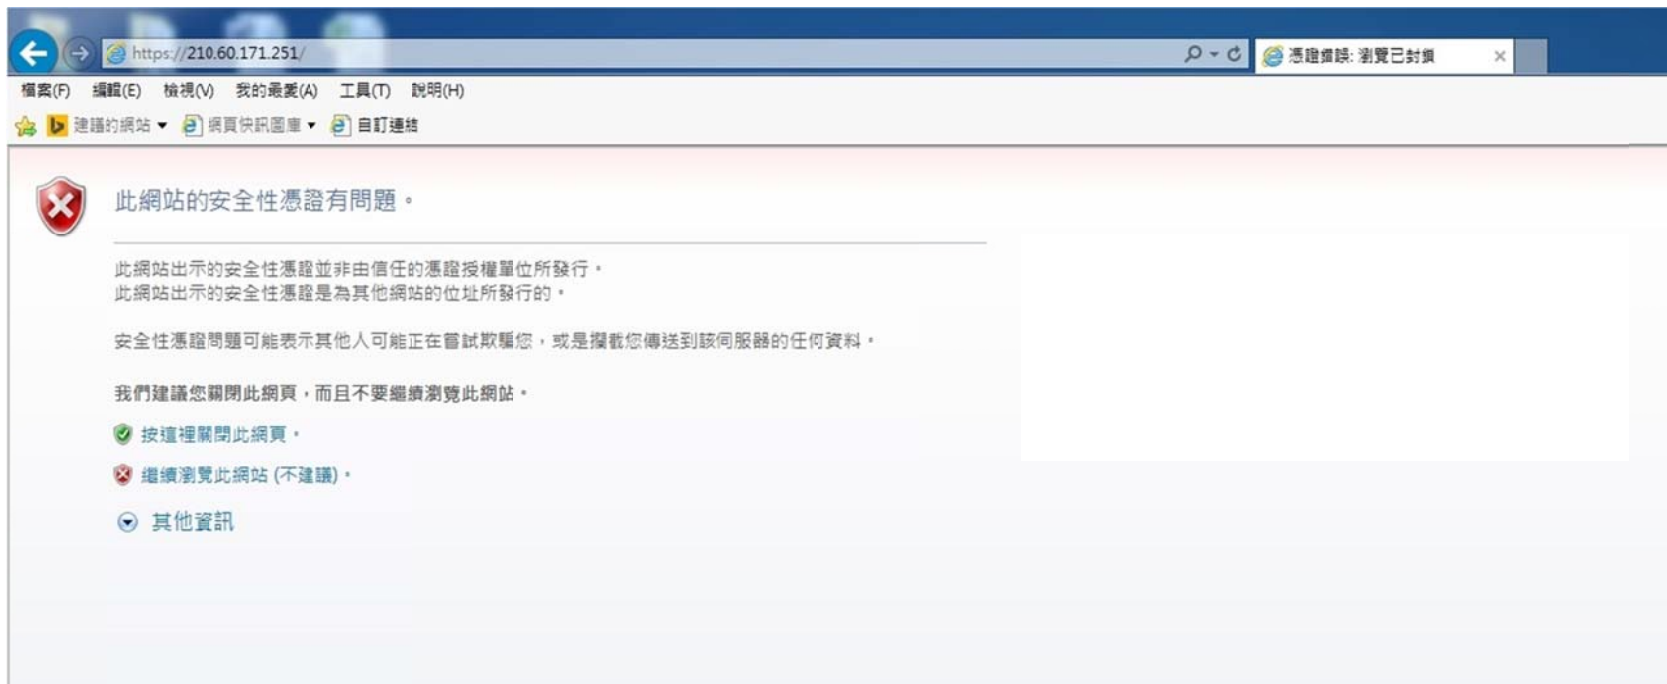 https://210.60.171.251/
憑證錯誤: 瀏覽已封鎖
檔案(F) 編輯(E) 檢視(V) 我的最愛(A) 工具(T) 說明(H)
建議的網站 網頁快訊圖庫 自訂連結
此網站的安全性憑證有問題。
此網站出示的安全性憑證並非由信任的憑證授權單位所發行。
此網站出示的安全性憑證是為其他網站的位址所發行的。
安全性憑證問題可能表示其他人可能正在嘗試欺騙您，或是攔截您傳送到該伺服器的任何資料。
我們建議您關閉此網頁，而且不要繼續瀏覽此網站。
按這裡關閉此網頁。
繼續瀏覽此網站 (不建議)。
其他資訊